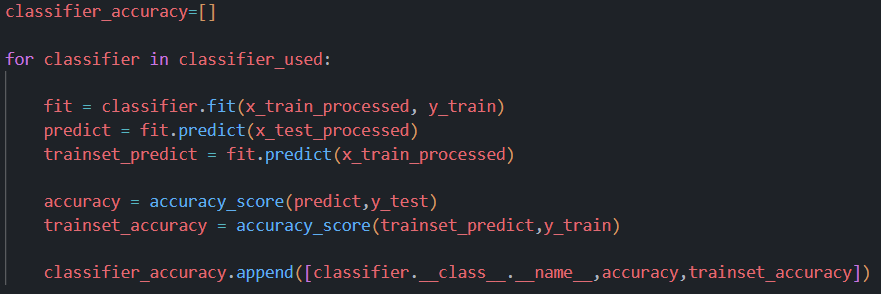 classifier_accuracy=[]
for classifier in classifier_used:
fit = classifier.fit(x_train_processed, y_train)
predict = fit.predict(x_test_processed)
trainset_predict = fit.predict(x_train_processed)
accuracy = accuracy_score(predict,y_test)
trainset_accuracy = accuracy_score(trainset_predict,y_train)
classifier_accuracy.append([classifier.__class__.__name__,accuracy,trainset_accuracy])